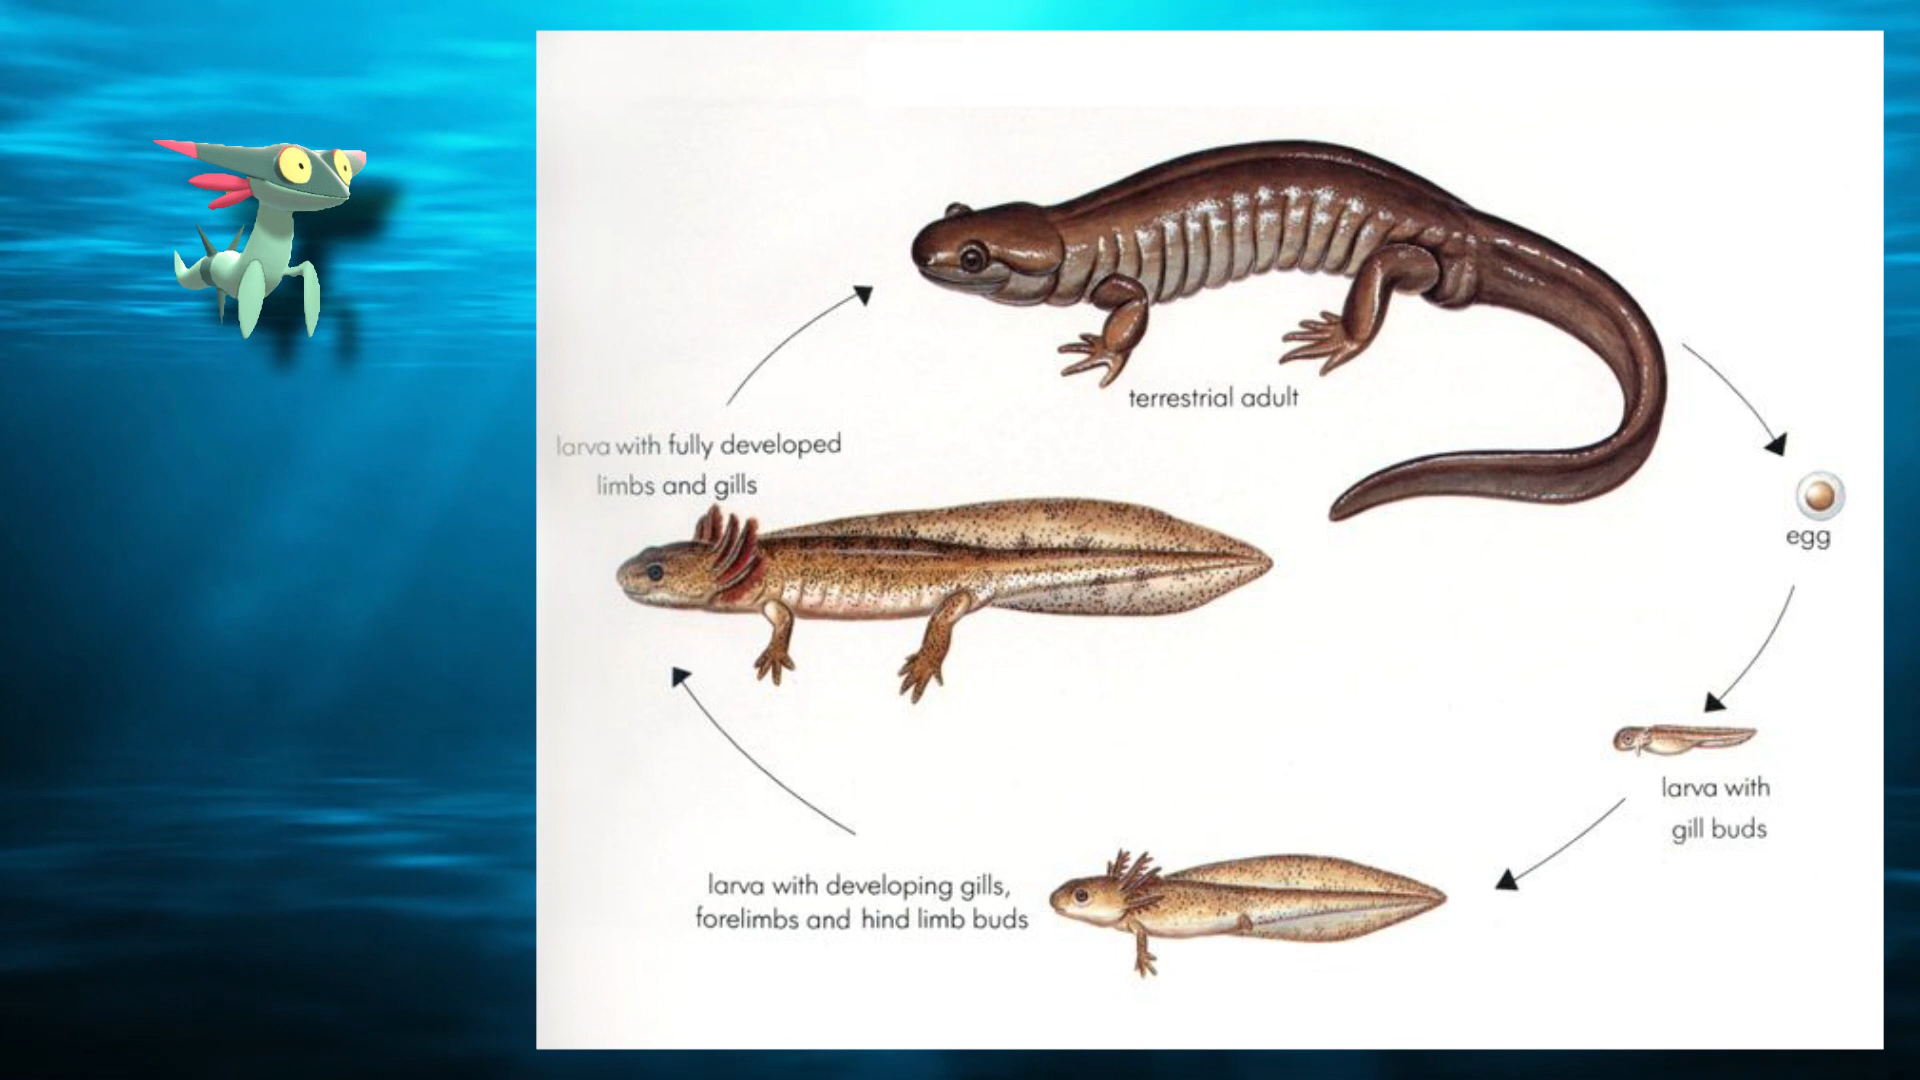 terrestrial adult
larva with fully developed
limbs and gills
egg
larva with
gill buds
larva with developing gills,
forelimbs and hind limb buds